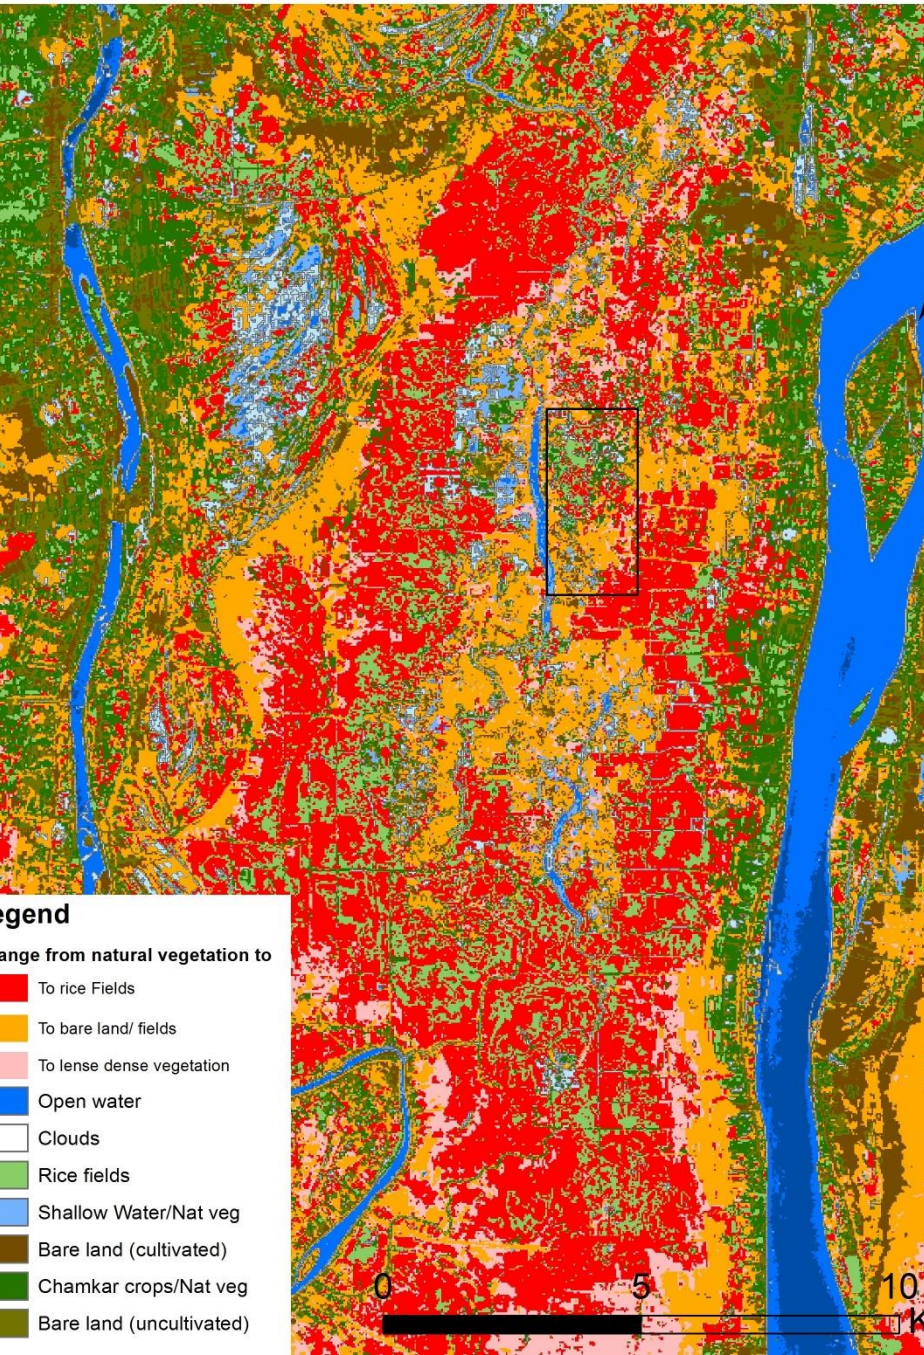 egend
ange from natural vegetation to
To rice Fields
To bare land/ fields
To lense dense vegetation
Open water
Clouds
Rice fields
Shallow Water/Nat veg
Bare land (cultivated)
Chamkar crops/Nat veg
Bare land (uncultivated)
0 5 10
K